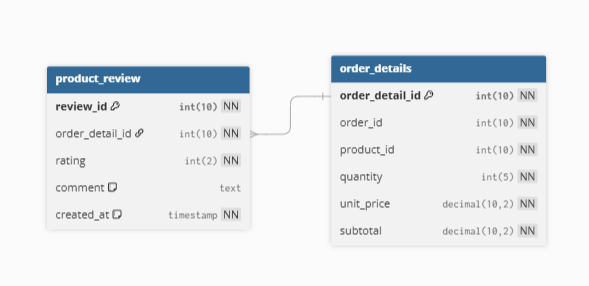 product_review
review_id int(10) NN
order_detail_id int(10) NN
rating int(2) NN
comment text
created_at timestamp NN
order_details
order_detail_id int(10) NN
order_id int(10) NN
product_id int(10) NN
quantity int(5) NN
unit_price decimal(10,2) NN
subtotal decimal(10,2) NN